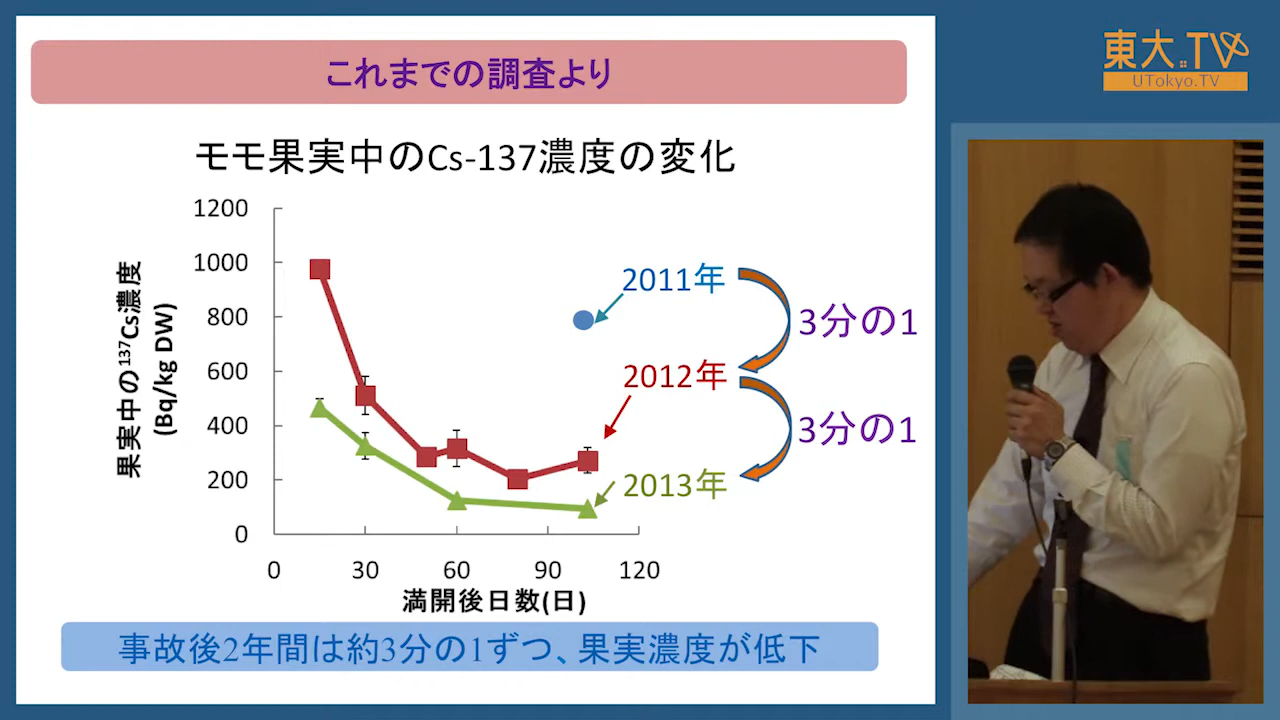 これまでの調査より
東大.TV
UTokyo.TV
モモ果実中のCs-137濃度の変化
果実中の¹³⁷Cs濃度
(Bq/kg DW)
1200
1000
800
600
400
200
0
0 30 60 90 120
満開後日数(日)
2011年
3分の1
2012年
3分の1
2013年
事故後2年間は約3分の1ずつ、果実濃度が低下